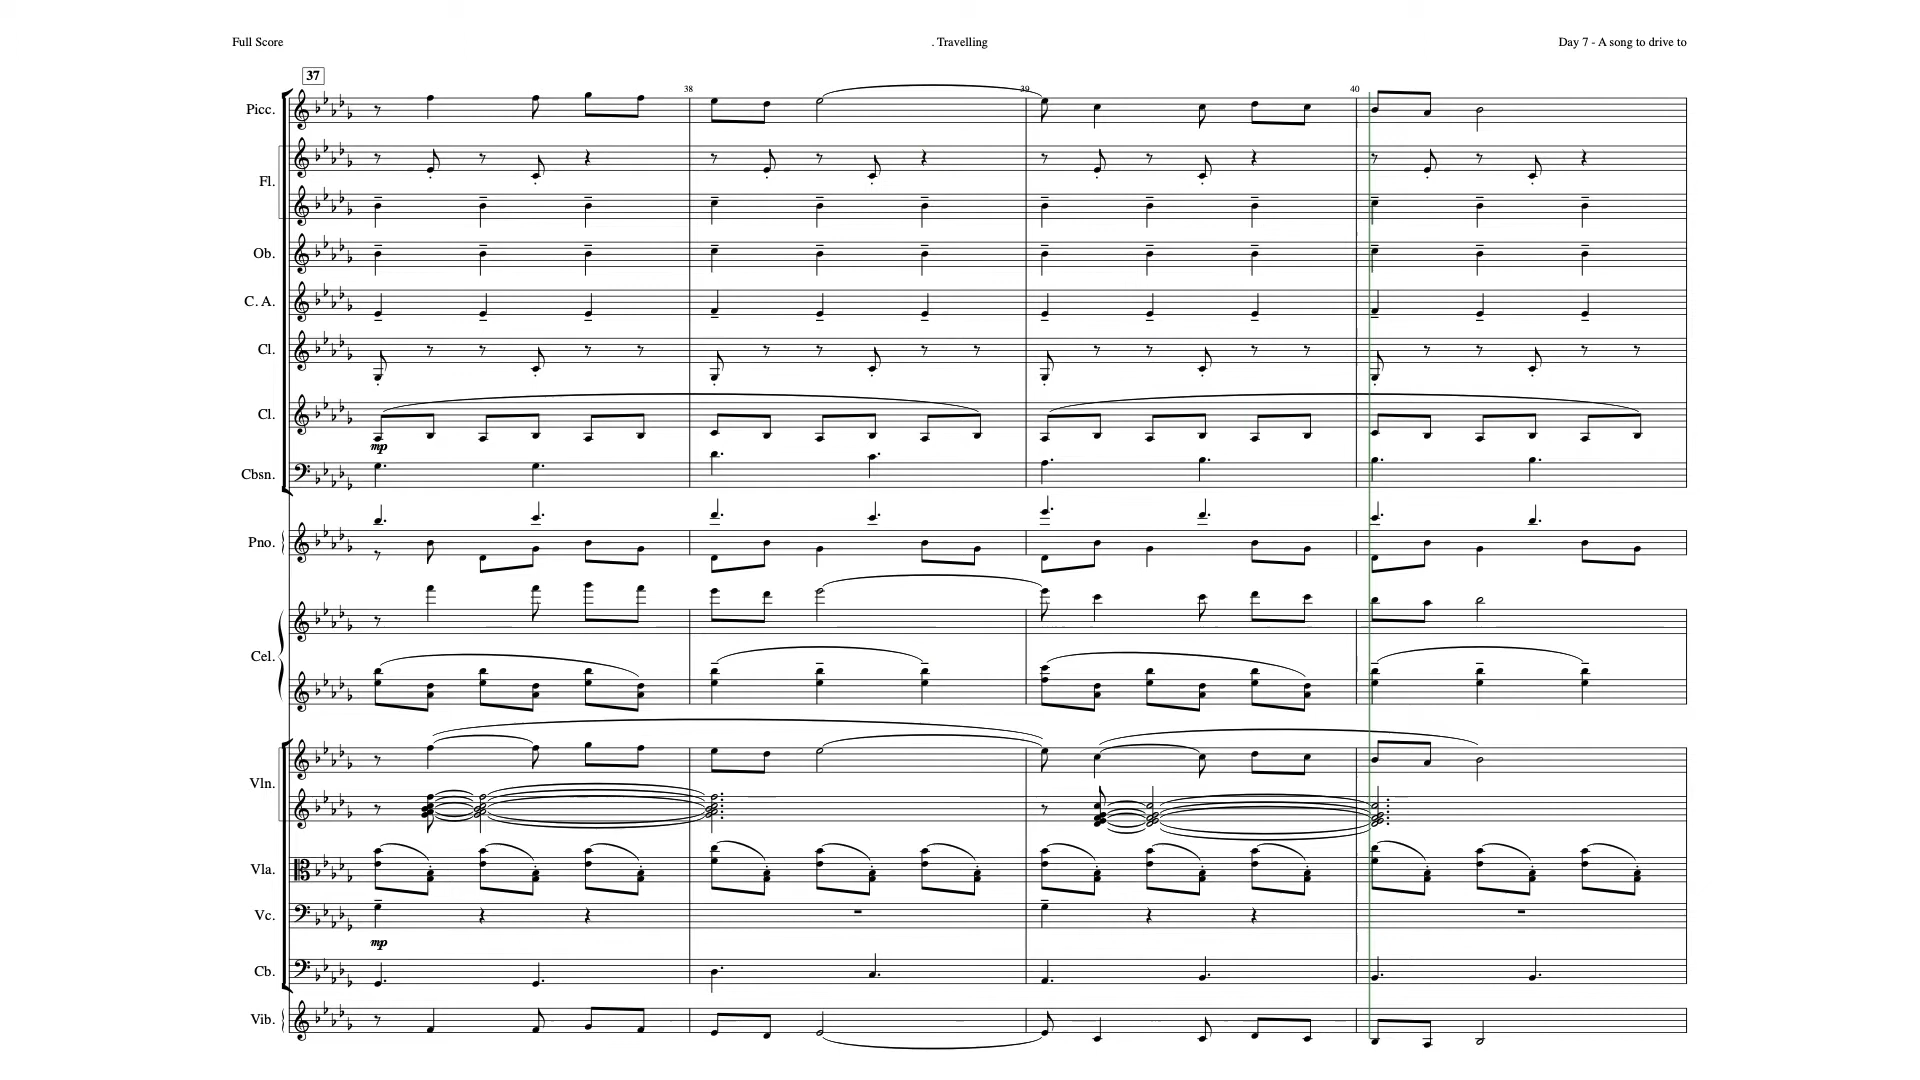 Full Score . Travelling Day 7 - A song to drive to
37
38 39 40
Picc.
Fl.
Ob.
C. A.
Cl.
Cl.
mp
Cbsn.
Pno.
Cel.
Vln.
Vla.
Vc.
mp
Cb.
Vib.